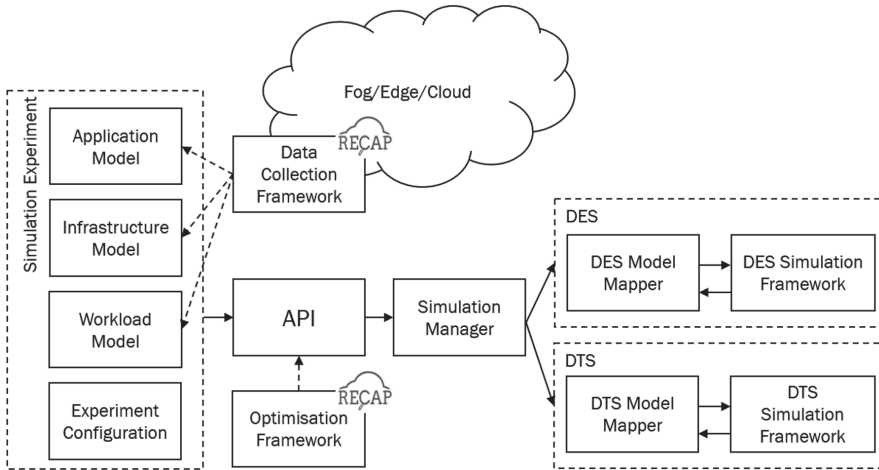 Simulation Experiment
Application
Model
Infrastructure
Model
Workload
Model
Experiment
Configuration
Fog/Edge/Cloud
RECAP
Data
Collection
Framework
API
RECAP
Optimisation
Framework
Simulation
Manager
DES
DES Model
Mapper
DES Simulation
Framework
DTS
DTS Model
Mapper
DTS
Simulation
Framework